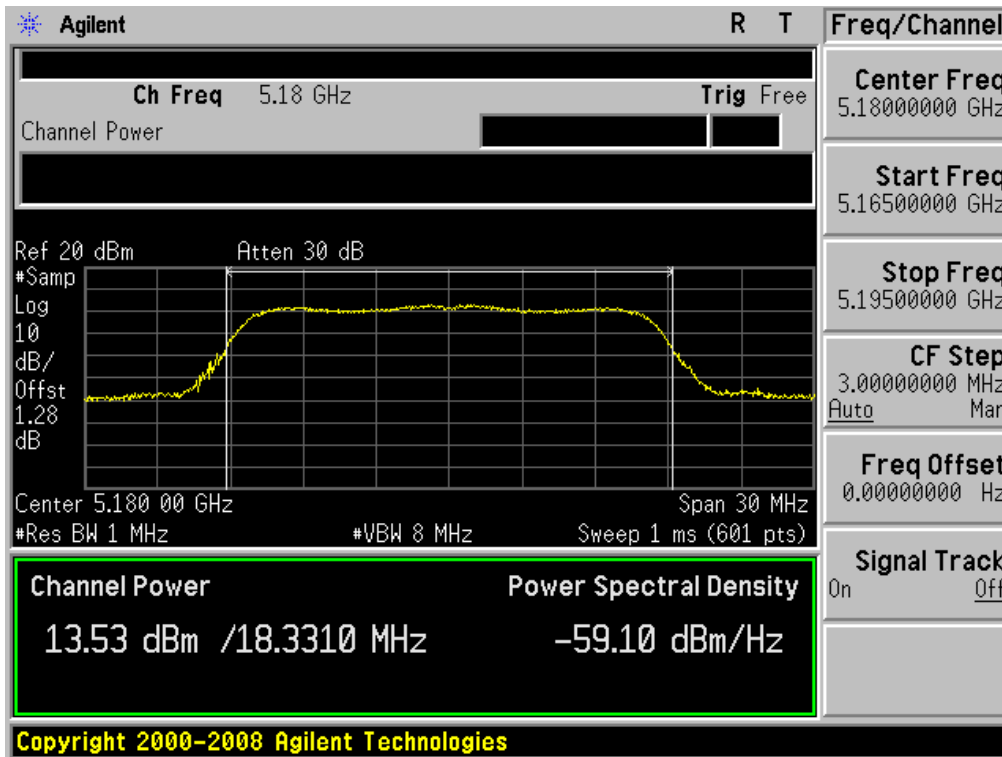 Agilent
R T
Freq/Channel
Ch Freq 5.18 GHz
Trig Free
Channel Power
Center Freq
5.18000000 GHz
Start Freq
5.16500000 GHz
Stop Freq
5.19500000 GHz
CF Step
3.00000000 MHz
Auto Man
Freq Offset
0.00000000 Hz
Signal Track
On Off
Ref 20 dBm
Atten 30 dB
#Samp
Log
10
dB/
Offst
1.28
dB
Center 5.180 00 GHz
Span 30 MHz
#Res BW 1 MHz
#VBW 8 MHz
Sweep 1 ms (601 pts)
Channel Power
Power Spectral Density
13.53 dBm /18.3310 MHz
-59.10 dBm/Hz
Copyright 2000-2008 Agilent Technologies